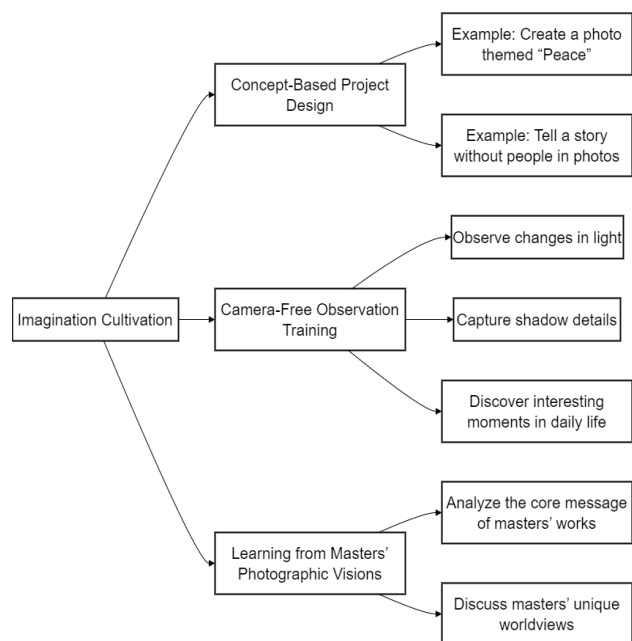 Example: Create a photo
themed “Peace”
Concept-Based Project
Design
Example: Tell a story
without people in photos
Observe changes in light
Imagination Cultivation
Camera-Free Observation
Training
Capture shadow details
Discover interesting
moments in daily life
Analyze the core message
of masters’ works
Learning from Masters’
Photographic Visions
Discuss masters’ unique
worldviews